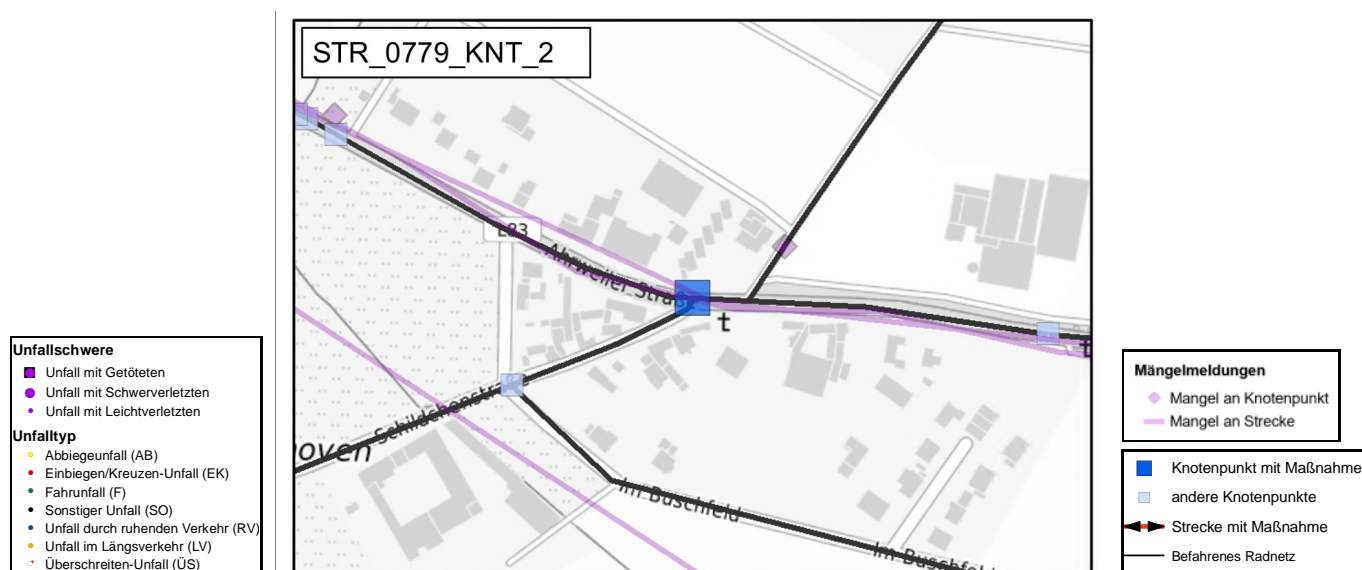 STR_0779_KNT_2
L83
Ahrweiler Straß
t
t
Schildchenstraße
hoven
Im Buschfeld
Im Buschfeld
Unfallschwere
Unfall mit Getöteten
Unfall mit Schwerverletzten
Unfall mit Leichtverletzten
Unfalltyp
Abbiegeunfall (AB)
Einbiegen/Kreuzen-Unfall (EK)
Fahrunfall (F)
Sonstiger Unfall (SO)
Unfall durch ruhenden Verkehr (RV)
Unfall im Längsverkehr (LV)
Überschreiten-Unfall (ÜS)
Mängelmeldungen
Mangel an Knotenpunkt
Mangel an Strecke
Knotenpunkt mit Maßnahme
andere Knotenpunkte
Strecke mit Maßnahme
Befahrenes Radnetz